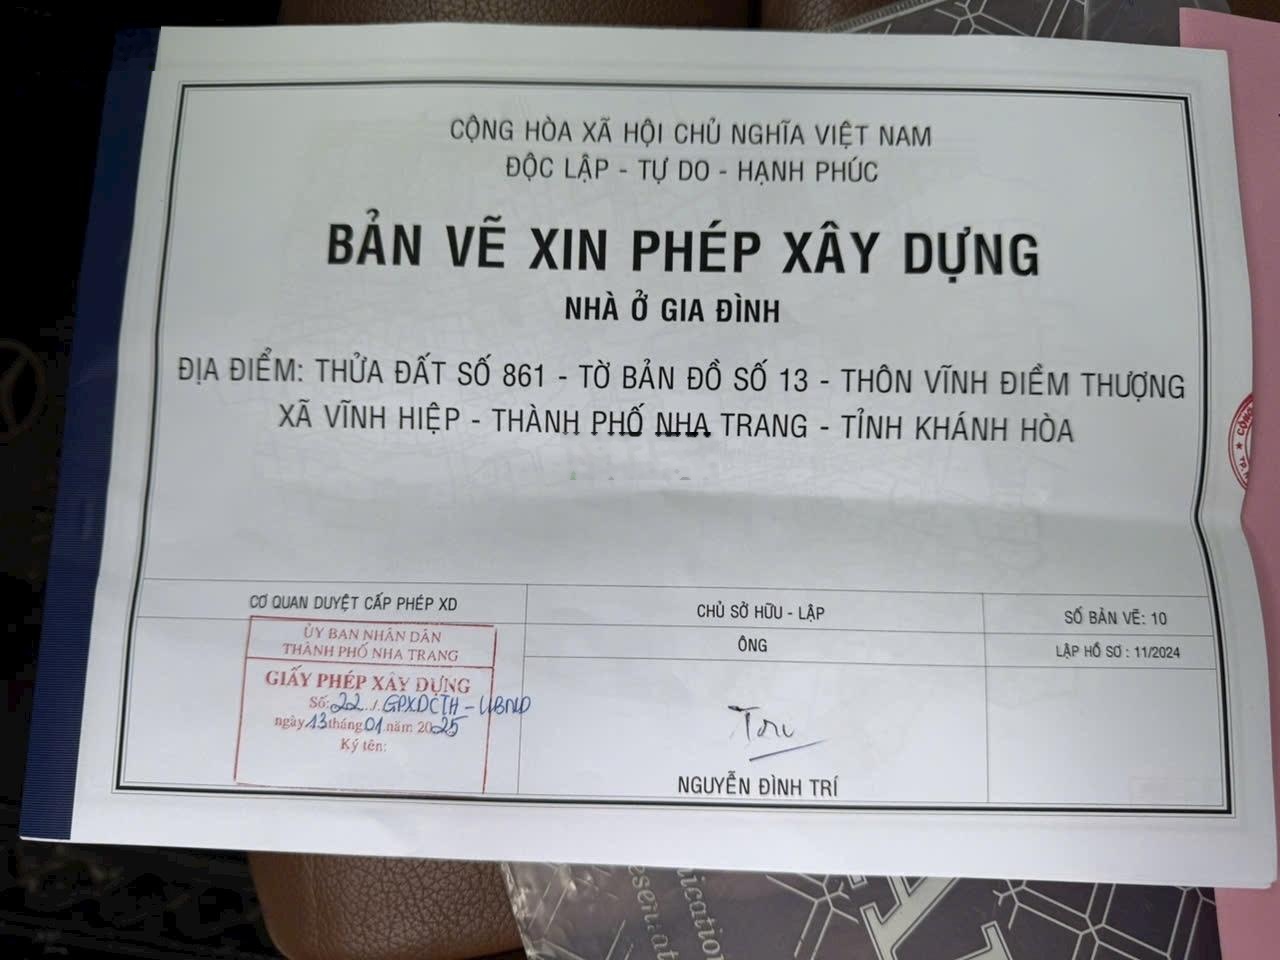 CỘNG HÒA XÃ HỘI CHỦ NGHĨA VIỆT NAM
ĐỘC LẬP - TỰ DO - HẠNH PHÚC
BẢN VẼ XIN PHÉP XÂY DỰNG
NHÀ Ở GIA ĐÌNH
ĐỊA ĐIỂM: THỬA ĐẤT SỐ 861 - TỜ BẢN ĐỒ SỐ 13 - THÔN VĨNH ĐIỀM THƯỢNG
XÃ VĨNH HIỆP - THÀNH PHỐ NHA TRANG - TỈNH KHÁNH HÒA
CƠ QUAN DUYỆT CẤP PHÉP XD
ỦY BAN NHÂN DÂN
THÀNH PHỐ NHA TRANG
GIẤY PHÉP XÂY DỰNG
Số: 22../.GPXDCTH-UBND
ngày 13 tháng 01 năm 2025
Ký tên:
CHỦ SỞ HỮU - LẬP
ÔNG
Trí
NGUYỄN ĐÌNH TRÍ
SỐ BẢN VẼ: 10
LẬP HỒ SƠ : 11/2024